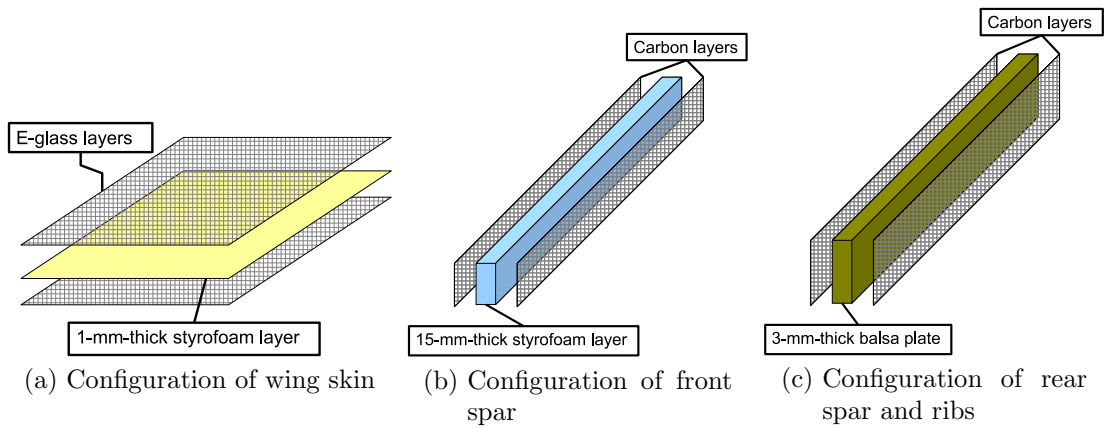 E-glass layers
1-mm-thick styrofoam layer
(a) Configuration of wing skin
Carbon layers
15-mm-thick styrofoam layer
(b) Configuration of front
spar
Carbon layers
3-mm-thick balsa plate
(c) Configuration of rear
spar and ribs